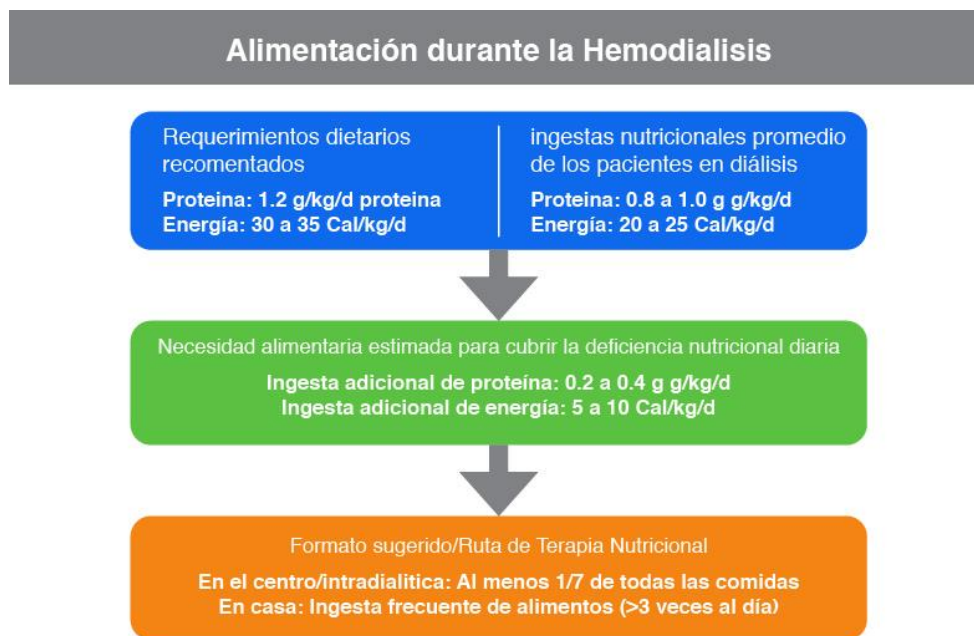 Alimentación durante la Hemodialisis
Requerimientos dietarios
recomentados
Proteina: 1.2 g/kg/d proteina
Energía: 30 a 35 Cal/kg/d
ingestas nutricionales promedio
de los pacientes en diálisis
Proteina: 0.8 a 1.0 g g/kg/d
Energía: 20 a 25 Cal/kg/d
Necesidad alimentaria estimada para cubrir la deficiencia nutricional diaria
Ingesta adicional de proteína: 0.2 a 0.4 g g/kg/d
Ingesta adicional de energía: 5 a 10 Cal/kg/d
Formato sugerido/Ruta de Terapia Nutricional
En el centro/intradialitica: Al menos 1/7 de todas las comidas
En casa: Ingesta frecuente de alimentos (>3 veces al día)